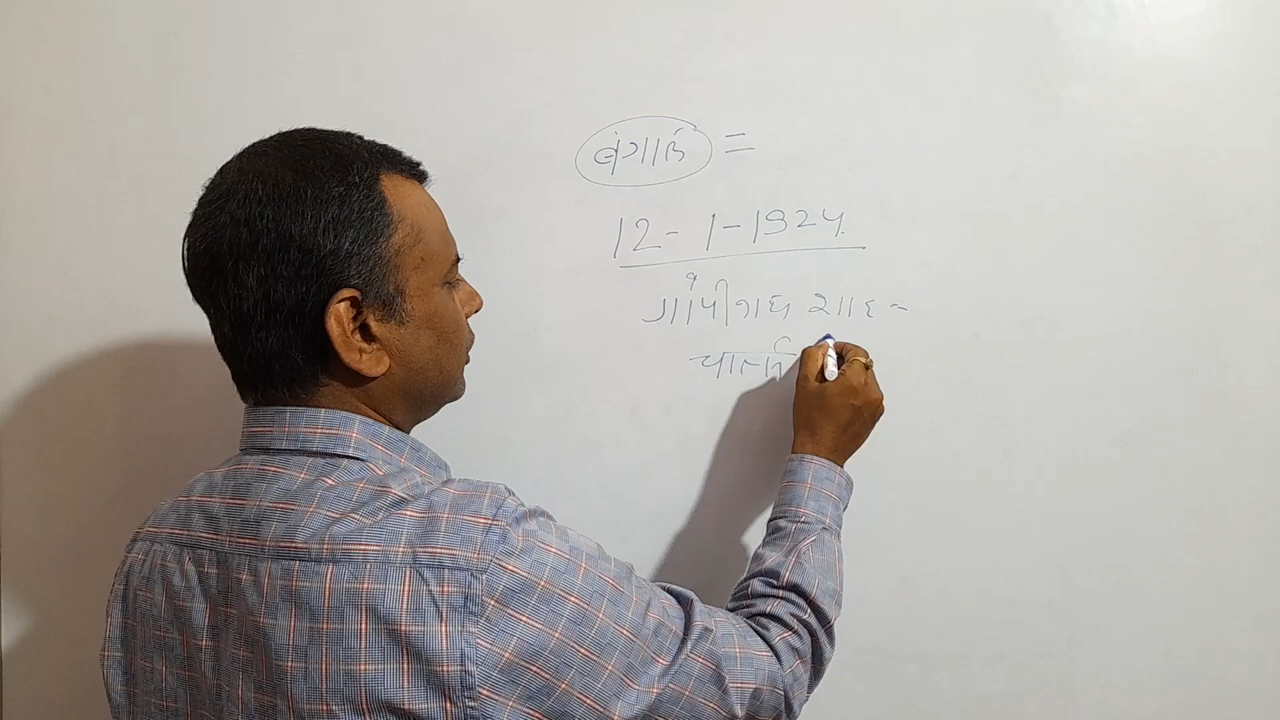 बंगाल =
12-1-1924
गोपीनाथ साहा -
चार्ल्स